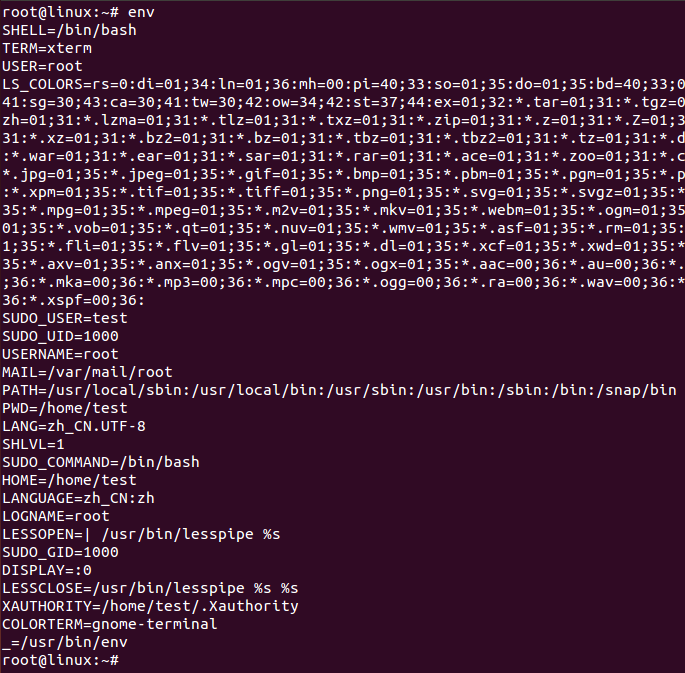 root@linux:~# env
SHELL=/bin/bash
TERM=xterm
USER=root
LS_COLORS=rs=0:di=01;34:ln=01;36:mh=00:pi=40;33:so=01;35:do=01;35:bd=40;33;0
41:sg=30;43:ca=30;41:tw=30;42:ow=34;42:st=37;44:ex=01;32:*.tar=01;31:*.tgz=0
zh=01;31:*.lzma=01;31:*.tlz=01;31:*.txz=01;31:*.zip=01;31:*.z=01;31:*.Z=01;3
31:*.xz=01;31:*.bz2=01;31:*.bz=01;31:*.tbz=01;31:*.tbz2=01;31:*.tz=01;31:*.d
:*.war=01;31:*.ear=01;31:*.sar=01;31:*.rar=01;31:*.ace=01;31:*.zoo=01;31:*.c
*.jpg=01;35:*.jpeg=01;35:*.gif=01;35:*.bmp=01;35:*.pbm=01;35:*.pgm=01;35:*.p
:*.xpm=01;35:*.tif=01;35:*.tiff=01;35:*.png=01;35:*.svg=01;35:*.svgz=01;35:*
35:*.mpg=01;35:*.mpeg=01;35:*.m2v=01;35:*.mkv=01;35:*.webm=01;35:*.ogm=01;35
01;35:*.vob=01;35:*.qt=01;35:*.nuv=01;35:*.wmv=01;35:*.asf=01;35:*.rm=01;35:
1;35:*.fli=01;35:*.flv=01;35:*.gl=01;35:*.dl=01;35:*.xcf=01;35:*.xwd=01;35:*
35:*.axv=01;35:*.anx=01;35:*.ogv=01;35:*.ogx=01;35:*.aac=00;36:*.au=00;36:*.
;36:*.mka=00;36:*.mp3=00;36:*.mpc=00;36:*.ogg=00;36:*.ra=00;36:*.wav=00;36:*
36:*.xspf=00;36:
SUDO_USER=test
SUDO_UID=1000
USERNAME=root
MAIL=/var/mail/root
PATH=/usr/local/sbin:/usr/local/bin:/usr/sbin:/usr/bin:/sbin:/bin:/snap/bin
PWD=/home/test
LANG=zh_CN.UTF-8
SHLVL=1
SUDO_COMMAND=/bin/bash
HOME=/home/test
LANGUAGE=zh_CN:zh
LOGNAME=root
LESSOPEN=| /usr/bin/lesspipe %s
SUDO_GID=1000
DISPLAY=:0
LESSCLOSE=/usr/bin/lesspipe %s %s
XAUTHORITY=/home/test/.Xauthority
COLORTERM=gnome-terminal
_=/usr/bin/env
root@linux:~#